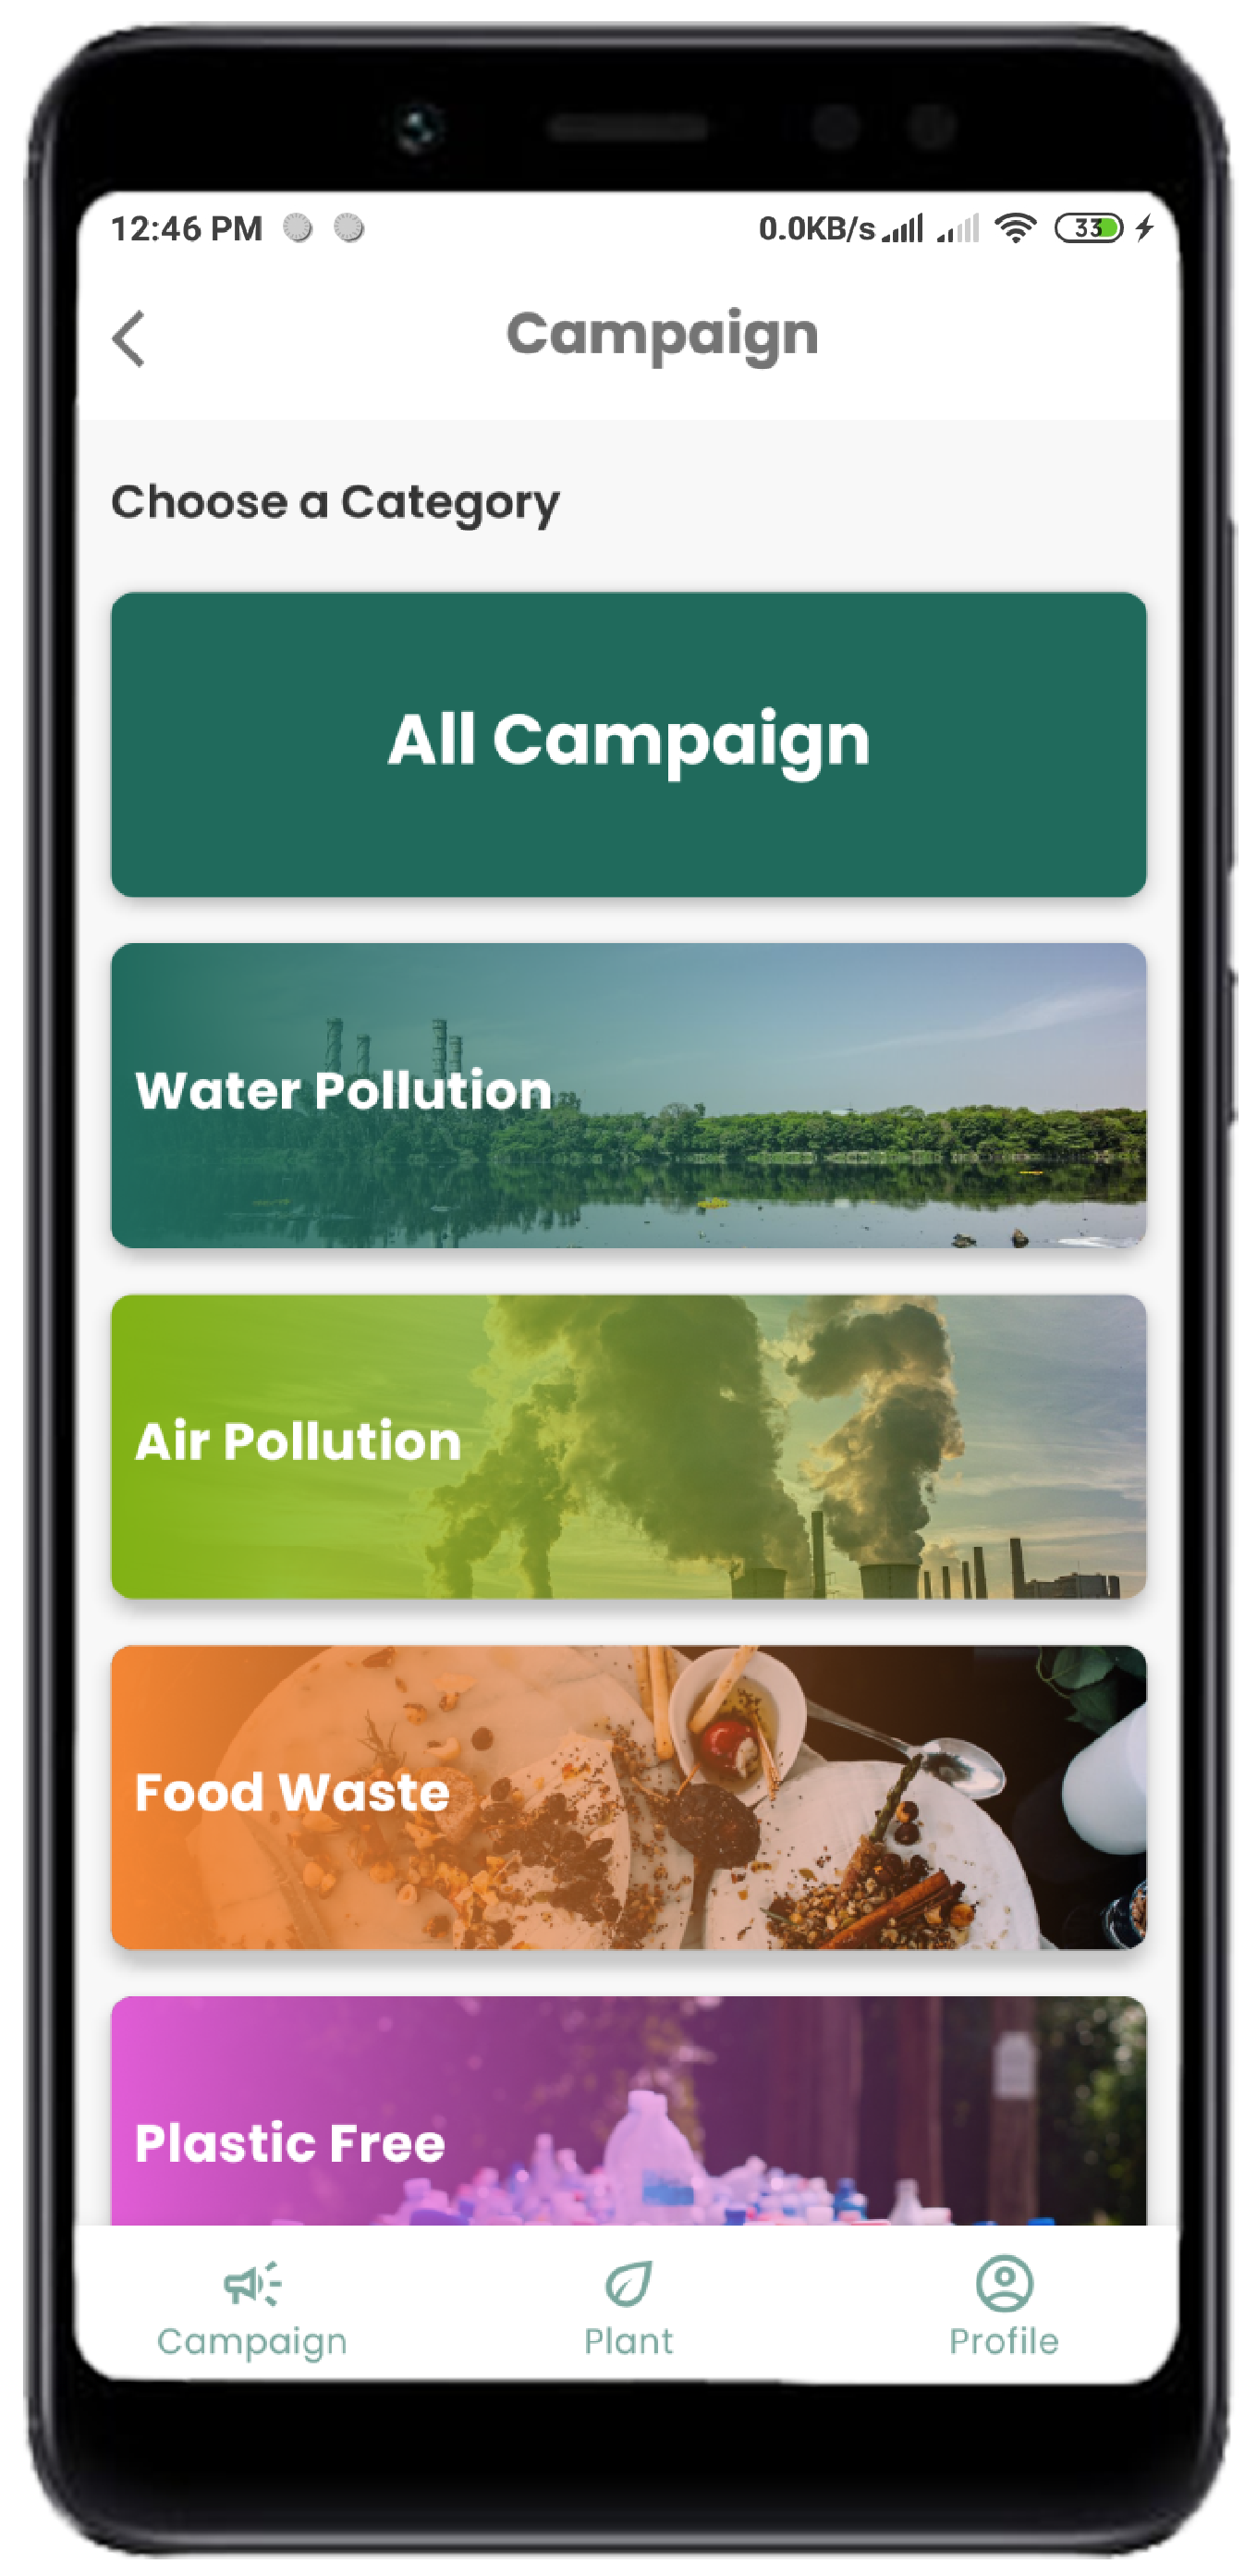 12:46 PM 0.0KB/s 33
Campaign
Choose a Category
All Campaign
Water Pollution
Air Pollution
Food Waste
Plastic Free
Campaign Plant Profile